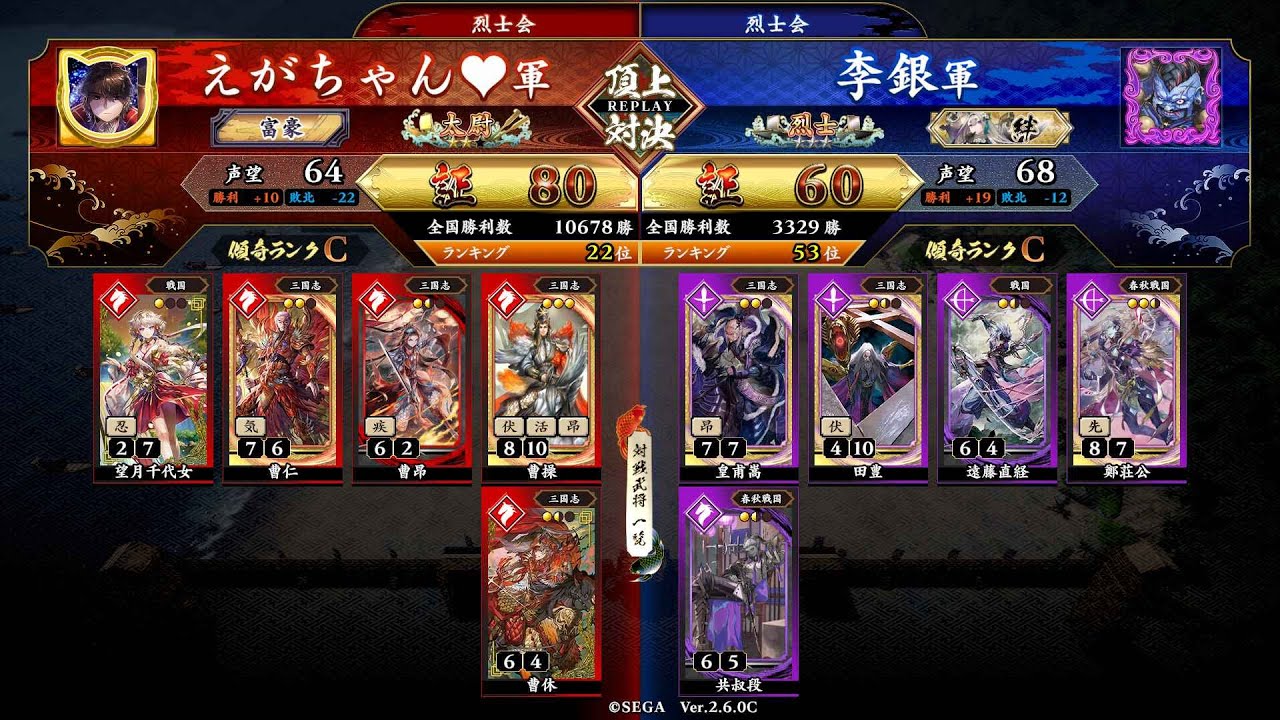 烈士会
烈士会
えがちゃん♥軍
頂上
REPLAY
対決
李銀軍
富豪
大尉
烈士
絆
声望 64
勝利 +10 敗北 -22
証 80
証 60
声望 68
勝利 +19 敗北 -12
全国勝利数 10678勝
全国勝利数 3329勝
傾奇ランクC
ランキング 22位
ランキング 53位
傾奇ランクC
戦国
忍
2 7
望月千代女
三国志
気
7 6
曹仁
三国志
疾
6 2
曹昂
三国志
伏 活 昂
8 10
曹操
三国志
昂
7 7
皇甫嵩
三国志
伏
4 10
田豊
戦国
6 4
遠藤直経
春秋戦国
先
8 7
鄭荘公
対戦武将一覧
三国志
6 4
曹休
春秋戦国
6 5
共叔段
©SEGA Ver.2.6.0C